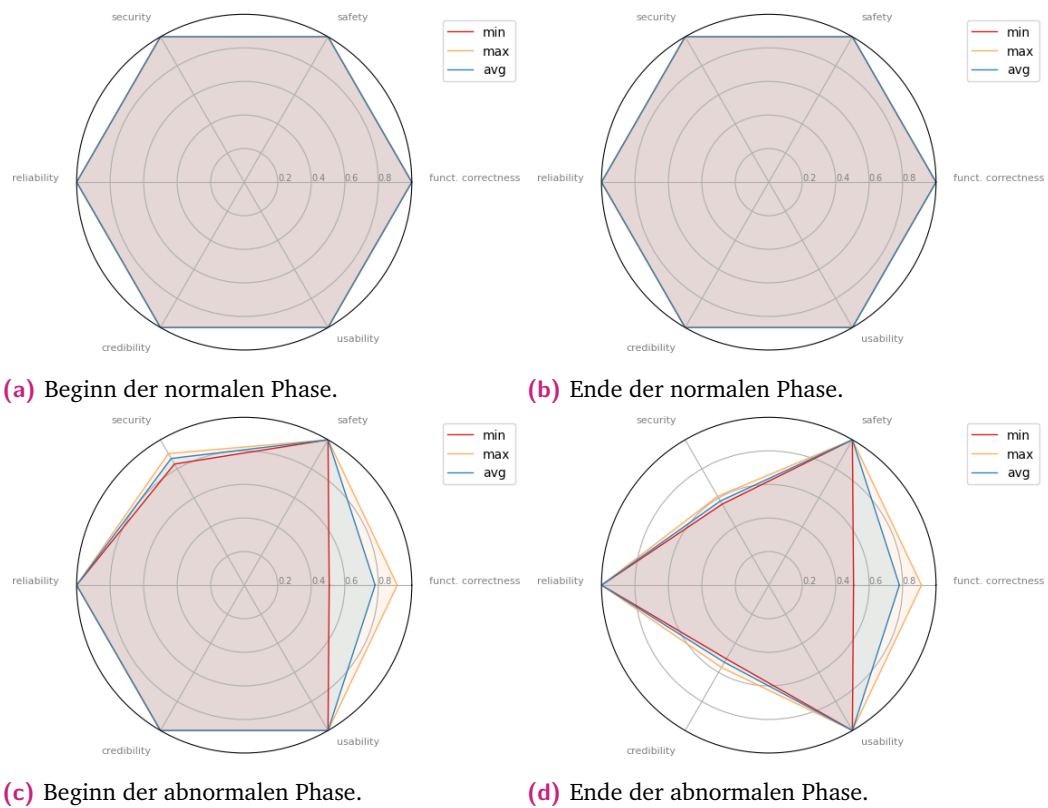 security
safety
min
max
avg
reliability
0.2 0.4 0.6 0.8
funct. correctness
credibility
usability
(a) Beginn der normalen Phase.
security
safety
min
max
avg
reliability
0.2 0.4 0.6 0.8
funct. correctness
credibility
usability
(b) Ende der normalen Phase.
security
safety
min
max
avg
reliability
0.2 0.4 0.6 0.8
funct. correctness
credibility
usability
(c) Beginn der abnormalen Phase.
security
safety
min
max
avg
reliability
0.2 0.4 0.6 0.8
funct. correctness
credibility
usability
(d) Ende der abnormalen Phase.